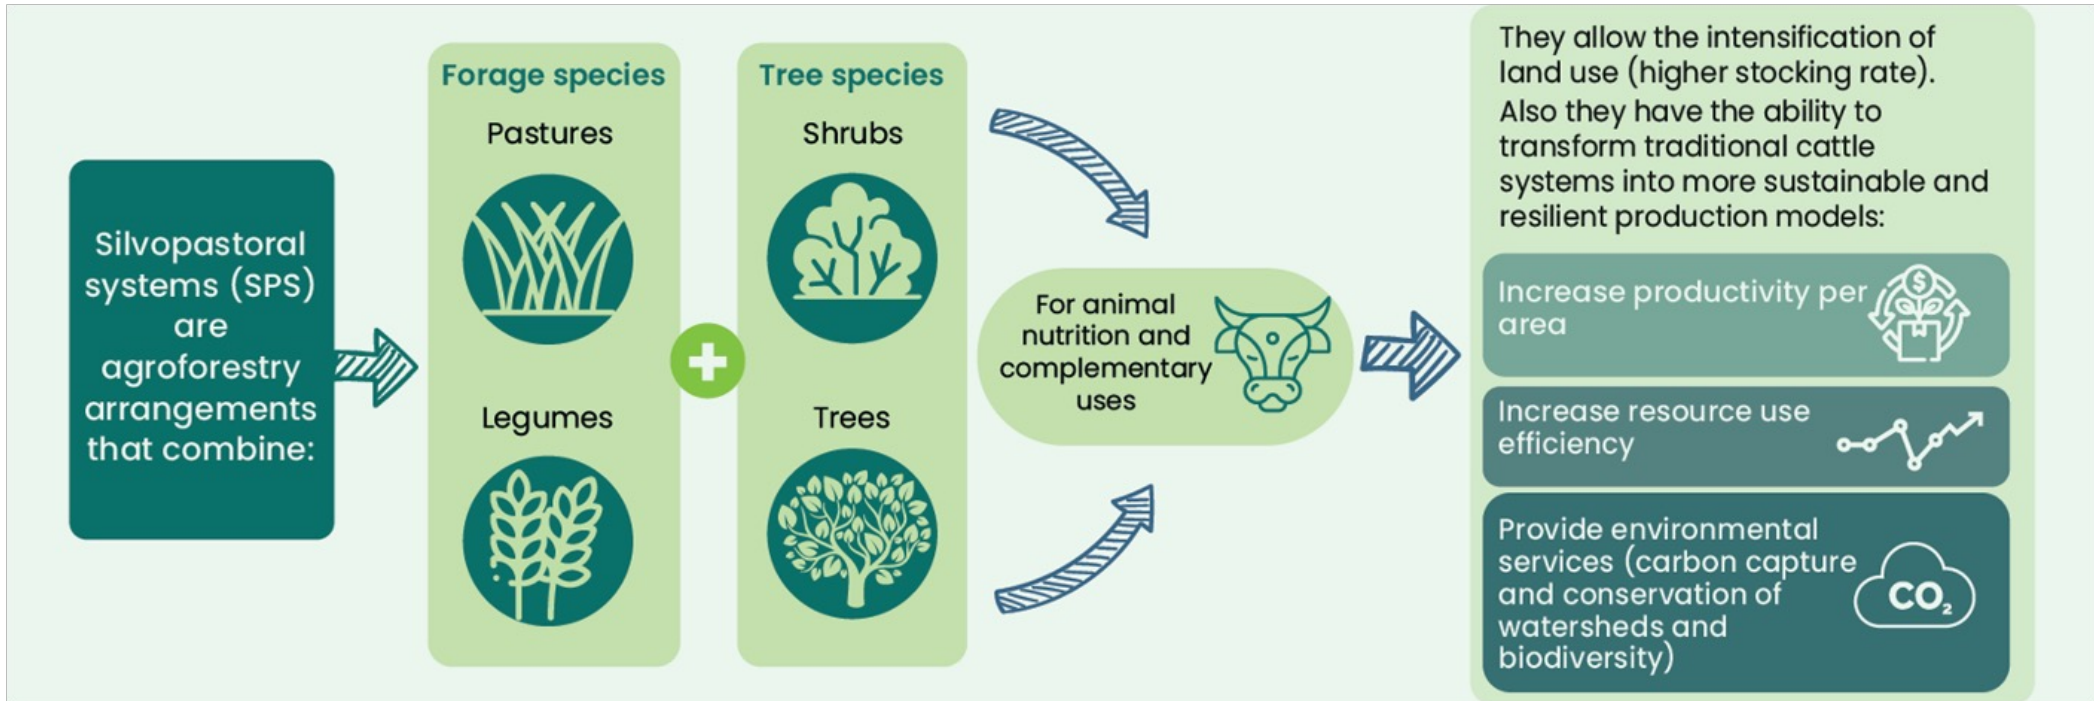 Silvopastoral
systems (SPS)
are
agroforestry
arrangements
that combine:
Forage species
Pastures
Legumes
Tree species
Shrubs
Trees
For animal
nutrition and
complementary
uses
They allow the intensification of
land use (higher stocking rate).
Also they have the ability to
transform traditional cattle
systems into more sustainable and
resilient production models:
Increase productivity per
area
$
Increase resource use
efficiency
Provide environmental
services (carbon capture
and conservation of
watersheds and
biodiversity)
CO₂